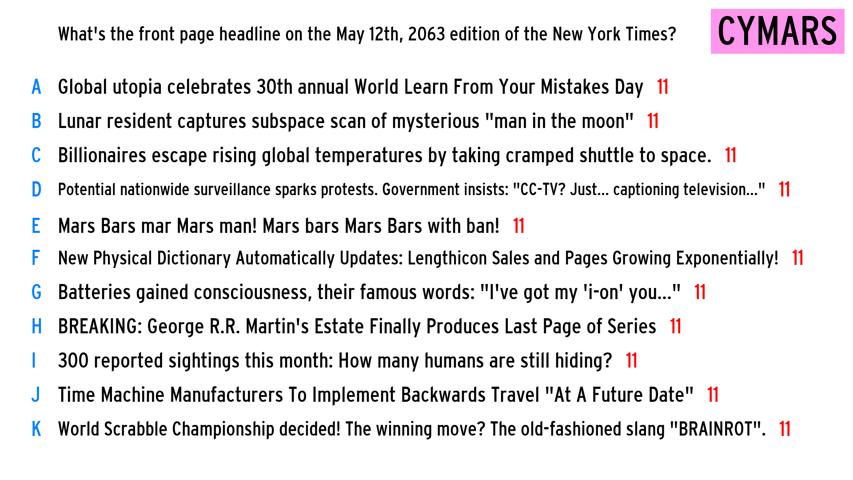 What's the front page headline on the May 12th, 2063 edition of the New York Times?
CYMARS
A Global utopia celebrates 30th annual World Learn From Your Mistakes Day 11
B Lunar resident captures subspace scan of mysterious "man in the moon" 11
C Billionaires escape rising global temperatures by taking cramped shuttle to space. 11
D Potential nationwide surveillance sparks protests. Government insists: "CC-TV? Just... captioning television..." 11
E Mars Bars mar Mars man! Mars bars Mars Bars with ban! 11
F New Physical Dictionary Automatically Updates: Lengthicon Sales and Pages Growing Exponentially! 11
G Batteries gained consciousness, their famous words: "I've got my 'i-on' you..." 11
H BREAKING: George R.R. Martin's Estate Finally Produces Last Page of Series 11
I 300 reported sightings this month: How many humans are still hiding? 11
J Time Machine Manufacturers To Implement Backwards Travel "At A Future Date" 11
K World Scrabble Championship decided! The winning move? The old-fashioned slang "BRAINROT". 11